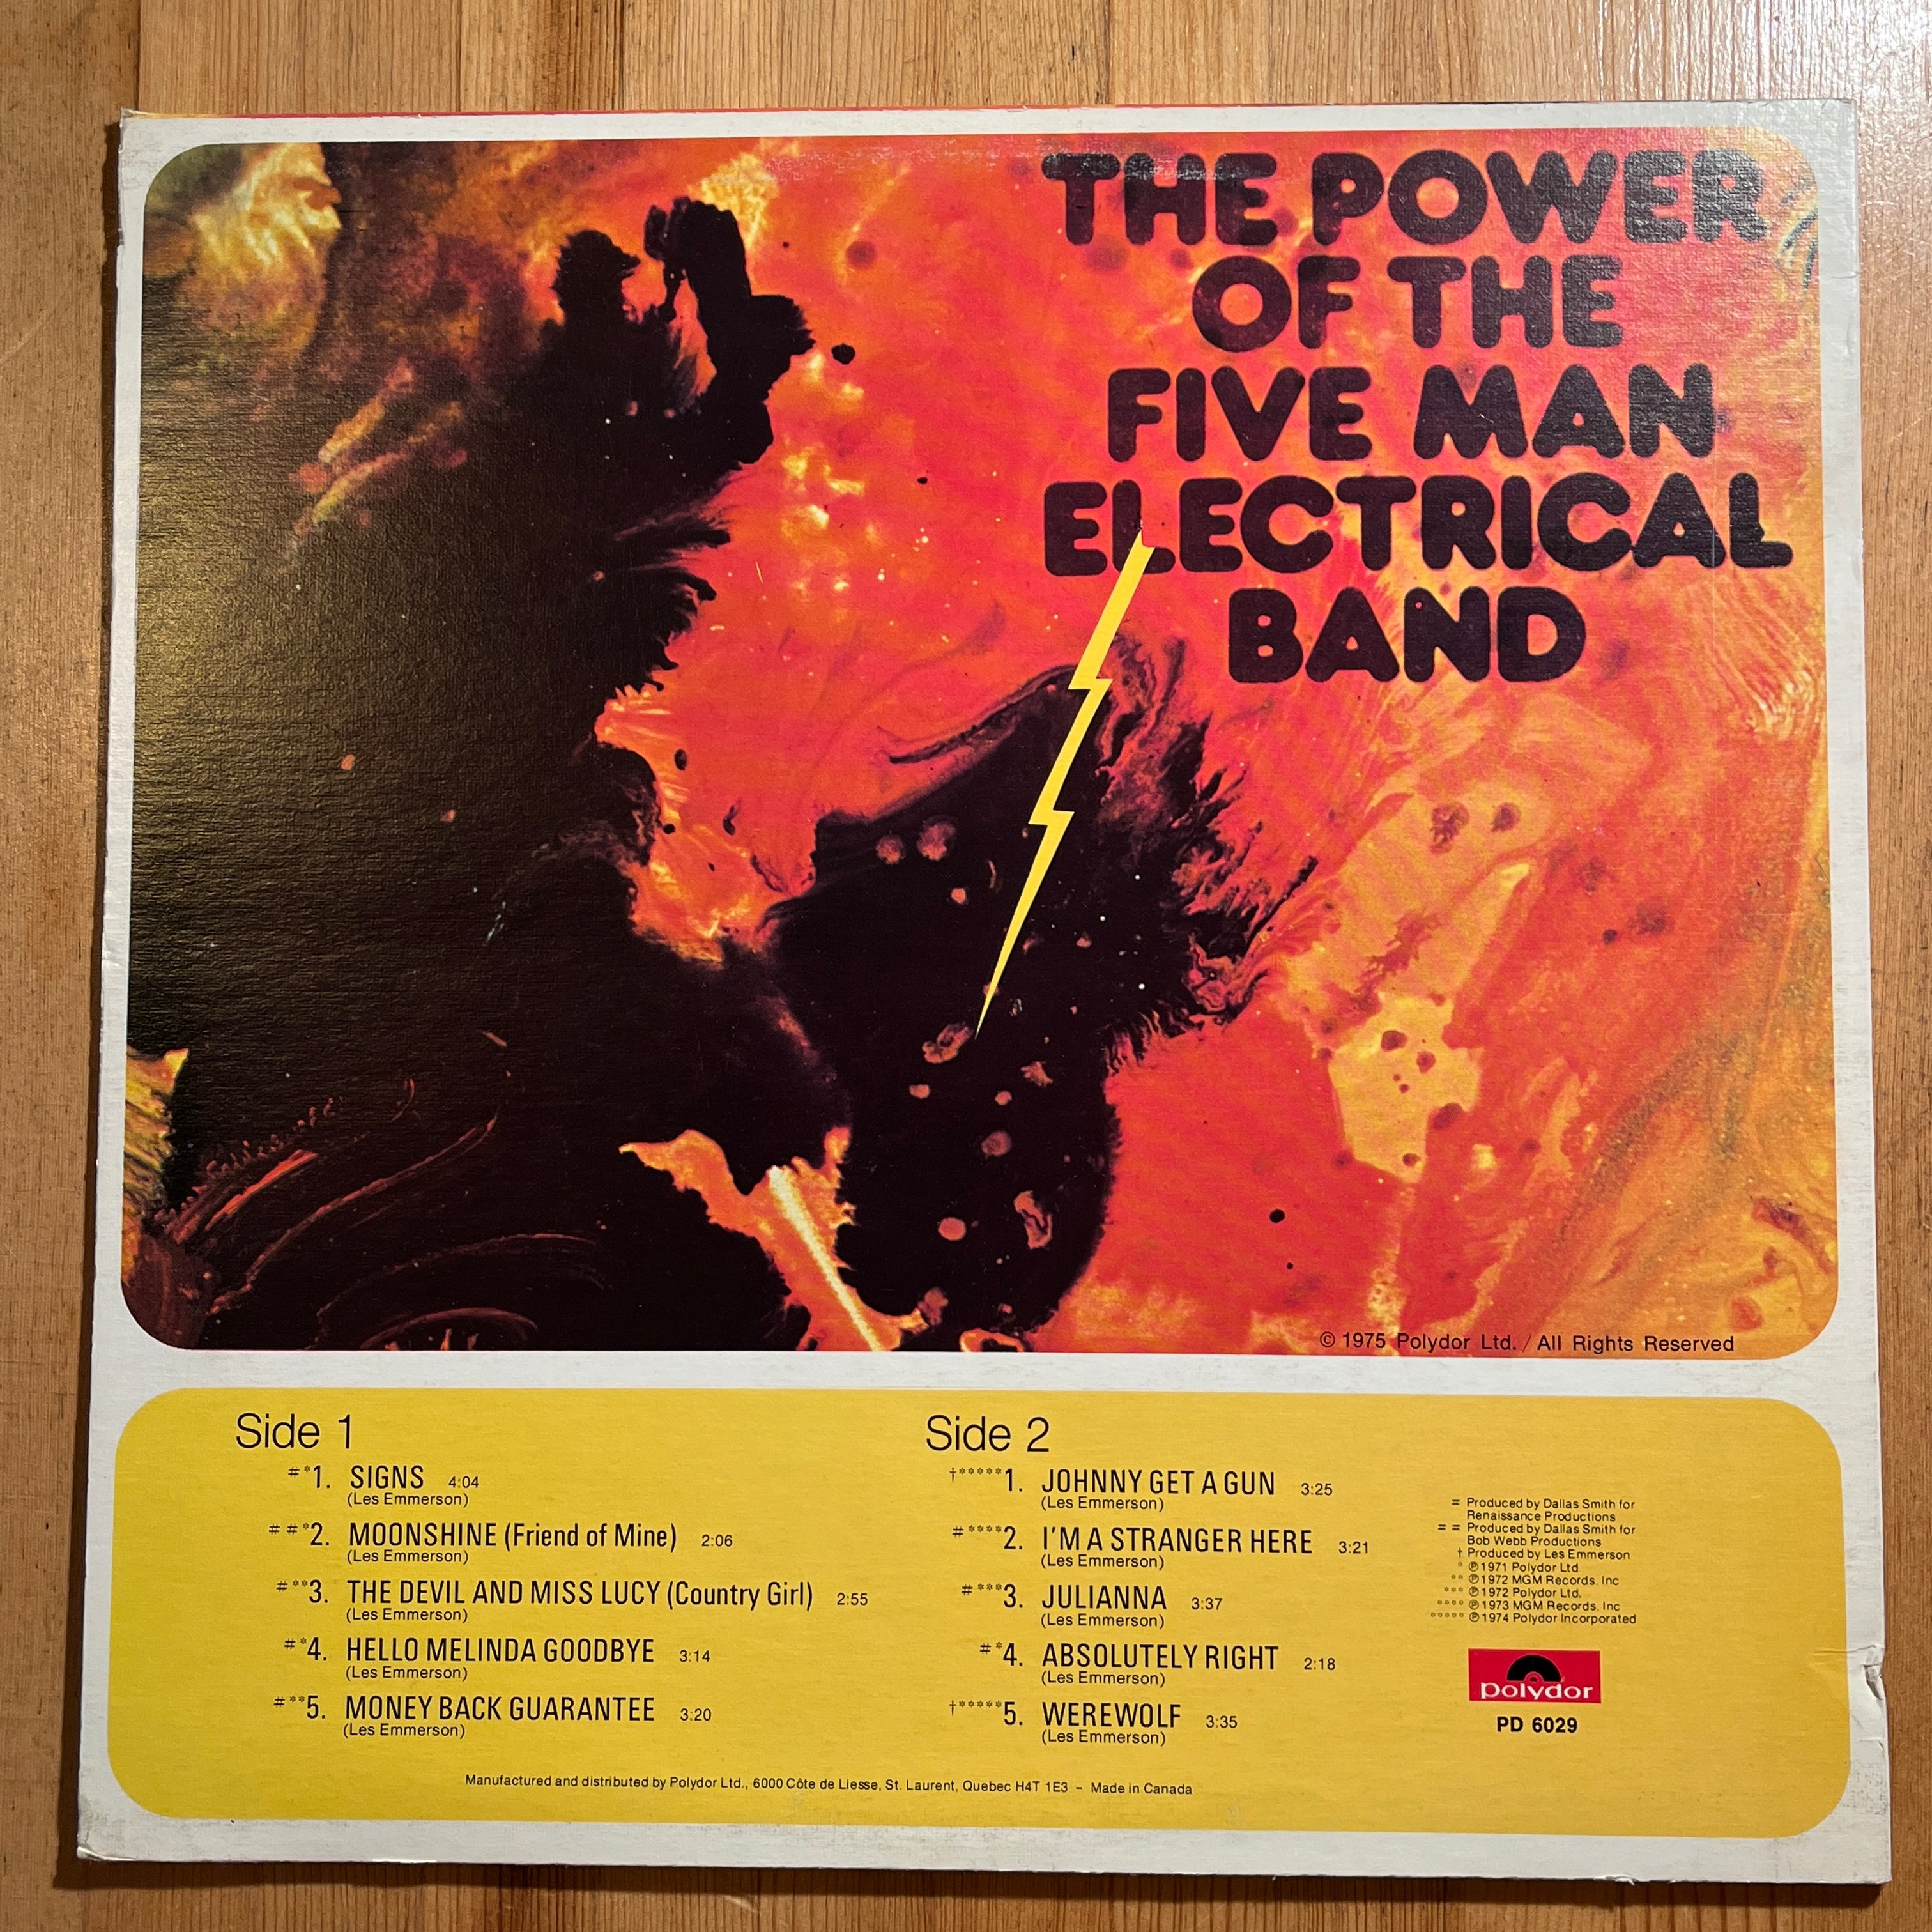 THE POWER
OF THE
FIVE MAN
ELECTRICAL
BAND
© 1975 Polydor Ltd. / All Rights Reserved
Side 1
#*1. SIGNS 4:04
(Les Emmerson)
##*2. MOONSHINE (Friend of Mine) 2:06
(Les Emmerson)
#**3. THE DEVIL AND MISS LUCY (Country Girl) 2:55
(Les Emmerson)
#*4. HELLO MELINDA GOODBYE 3:14
(Les Emmerson)
#**5. MONEY BACK GUARANTEE 3:20
(Les Emmerson)
Side 2
†*****1. JOHNNY GET A GUN 3:25
(Les Emmerson)
#****2. I'M A STRANGER HERE 3:21
(Les Emmerson)
#***3. JULIANNA 3:37
(Les Emmerson)
#*4. ABSOLUTELY RIGHT 2:18
(Les Emmerson)
†*****5. WEREWOLF 3:35
(Les Emmerson)
= Produced by Dallas Smith for
Renaissance Productions
= = Produced by Dallas Smith for
Bob Webb Productions
† Produced by Les Emmerson
* ℗1971 Polydor Ltd
** ℗1972 MGM Records, Inc
*** ℗1972 Polydor Ltd.
**** ℗1973 MGM Records, Inc
***** ℗1974 Polydor Incorporated
polydor
PD 6029
Manufactured and distributed by Polydor Ltd., 6000 Côte de Liesse, St. Laurent, Quebec H4T 1E3 – Made in Canada